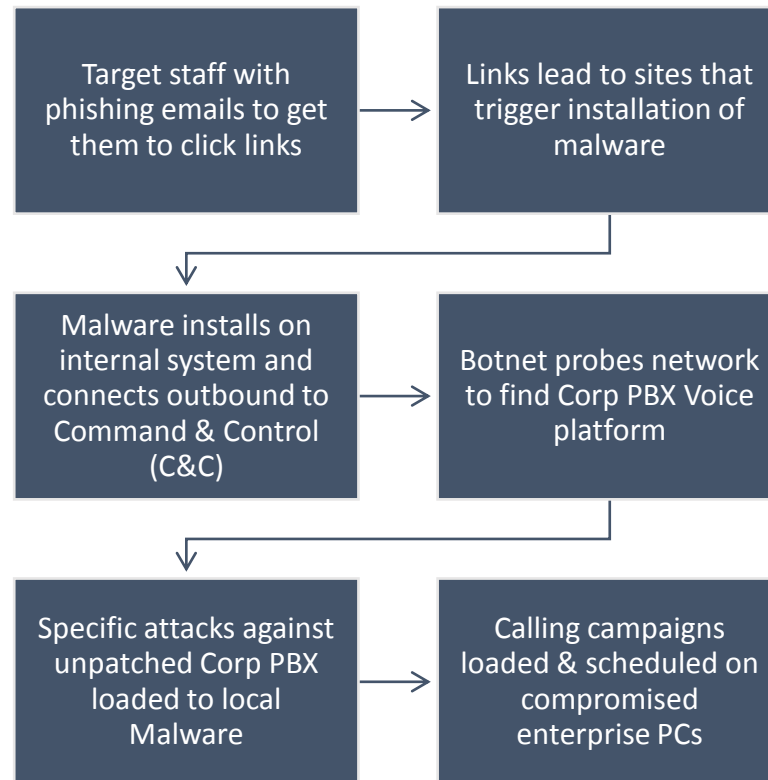 Target staff with
phishing emails to get
them to click links
Links lead to sites that
trigger installation of
malware
Malware installs on
internal system and
connects outbound to
Command & Control
(C&C)
Botnet probes network
to find Corp PBX Voice
platform
Specific attacks against
unpatched Corp PBX
loaded to local
Malware
Calling campaigns
loaded & scheduled on
compromised
enterprise PCs